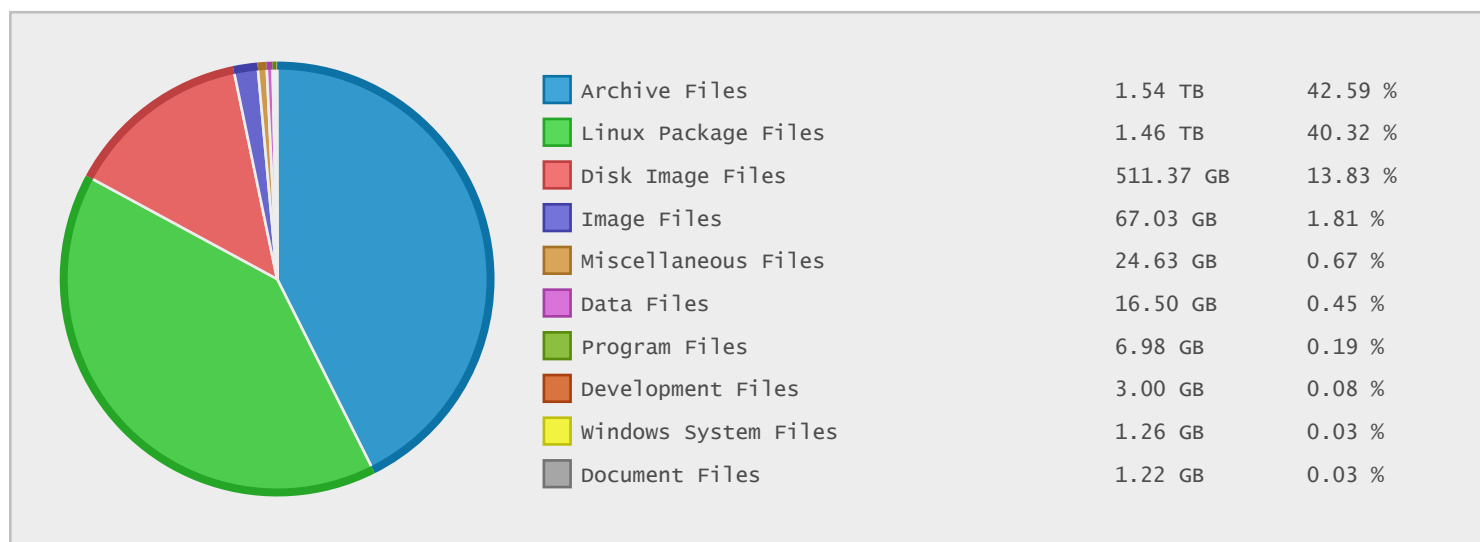 Archive Files 1.54 TB 42.59 %
Linux Package Files 1.46 TB 40.32 %
Disk Image Files 511.37 GB 13.83 %
Image Files 67.03 GB 1.81 %
Miscellaneous Files 24.63 GB 0.67 %
Data Files 16.50 GB 0.45 %
Program Files 6.98 GB 0.19 %
Development Files 3.00 GB 0.08 %
Windows System Files 1.26 GB 0.03 %
Document Files 1.22 GB 0.03 %